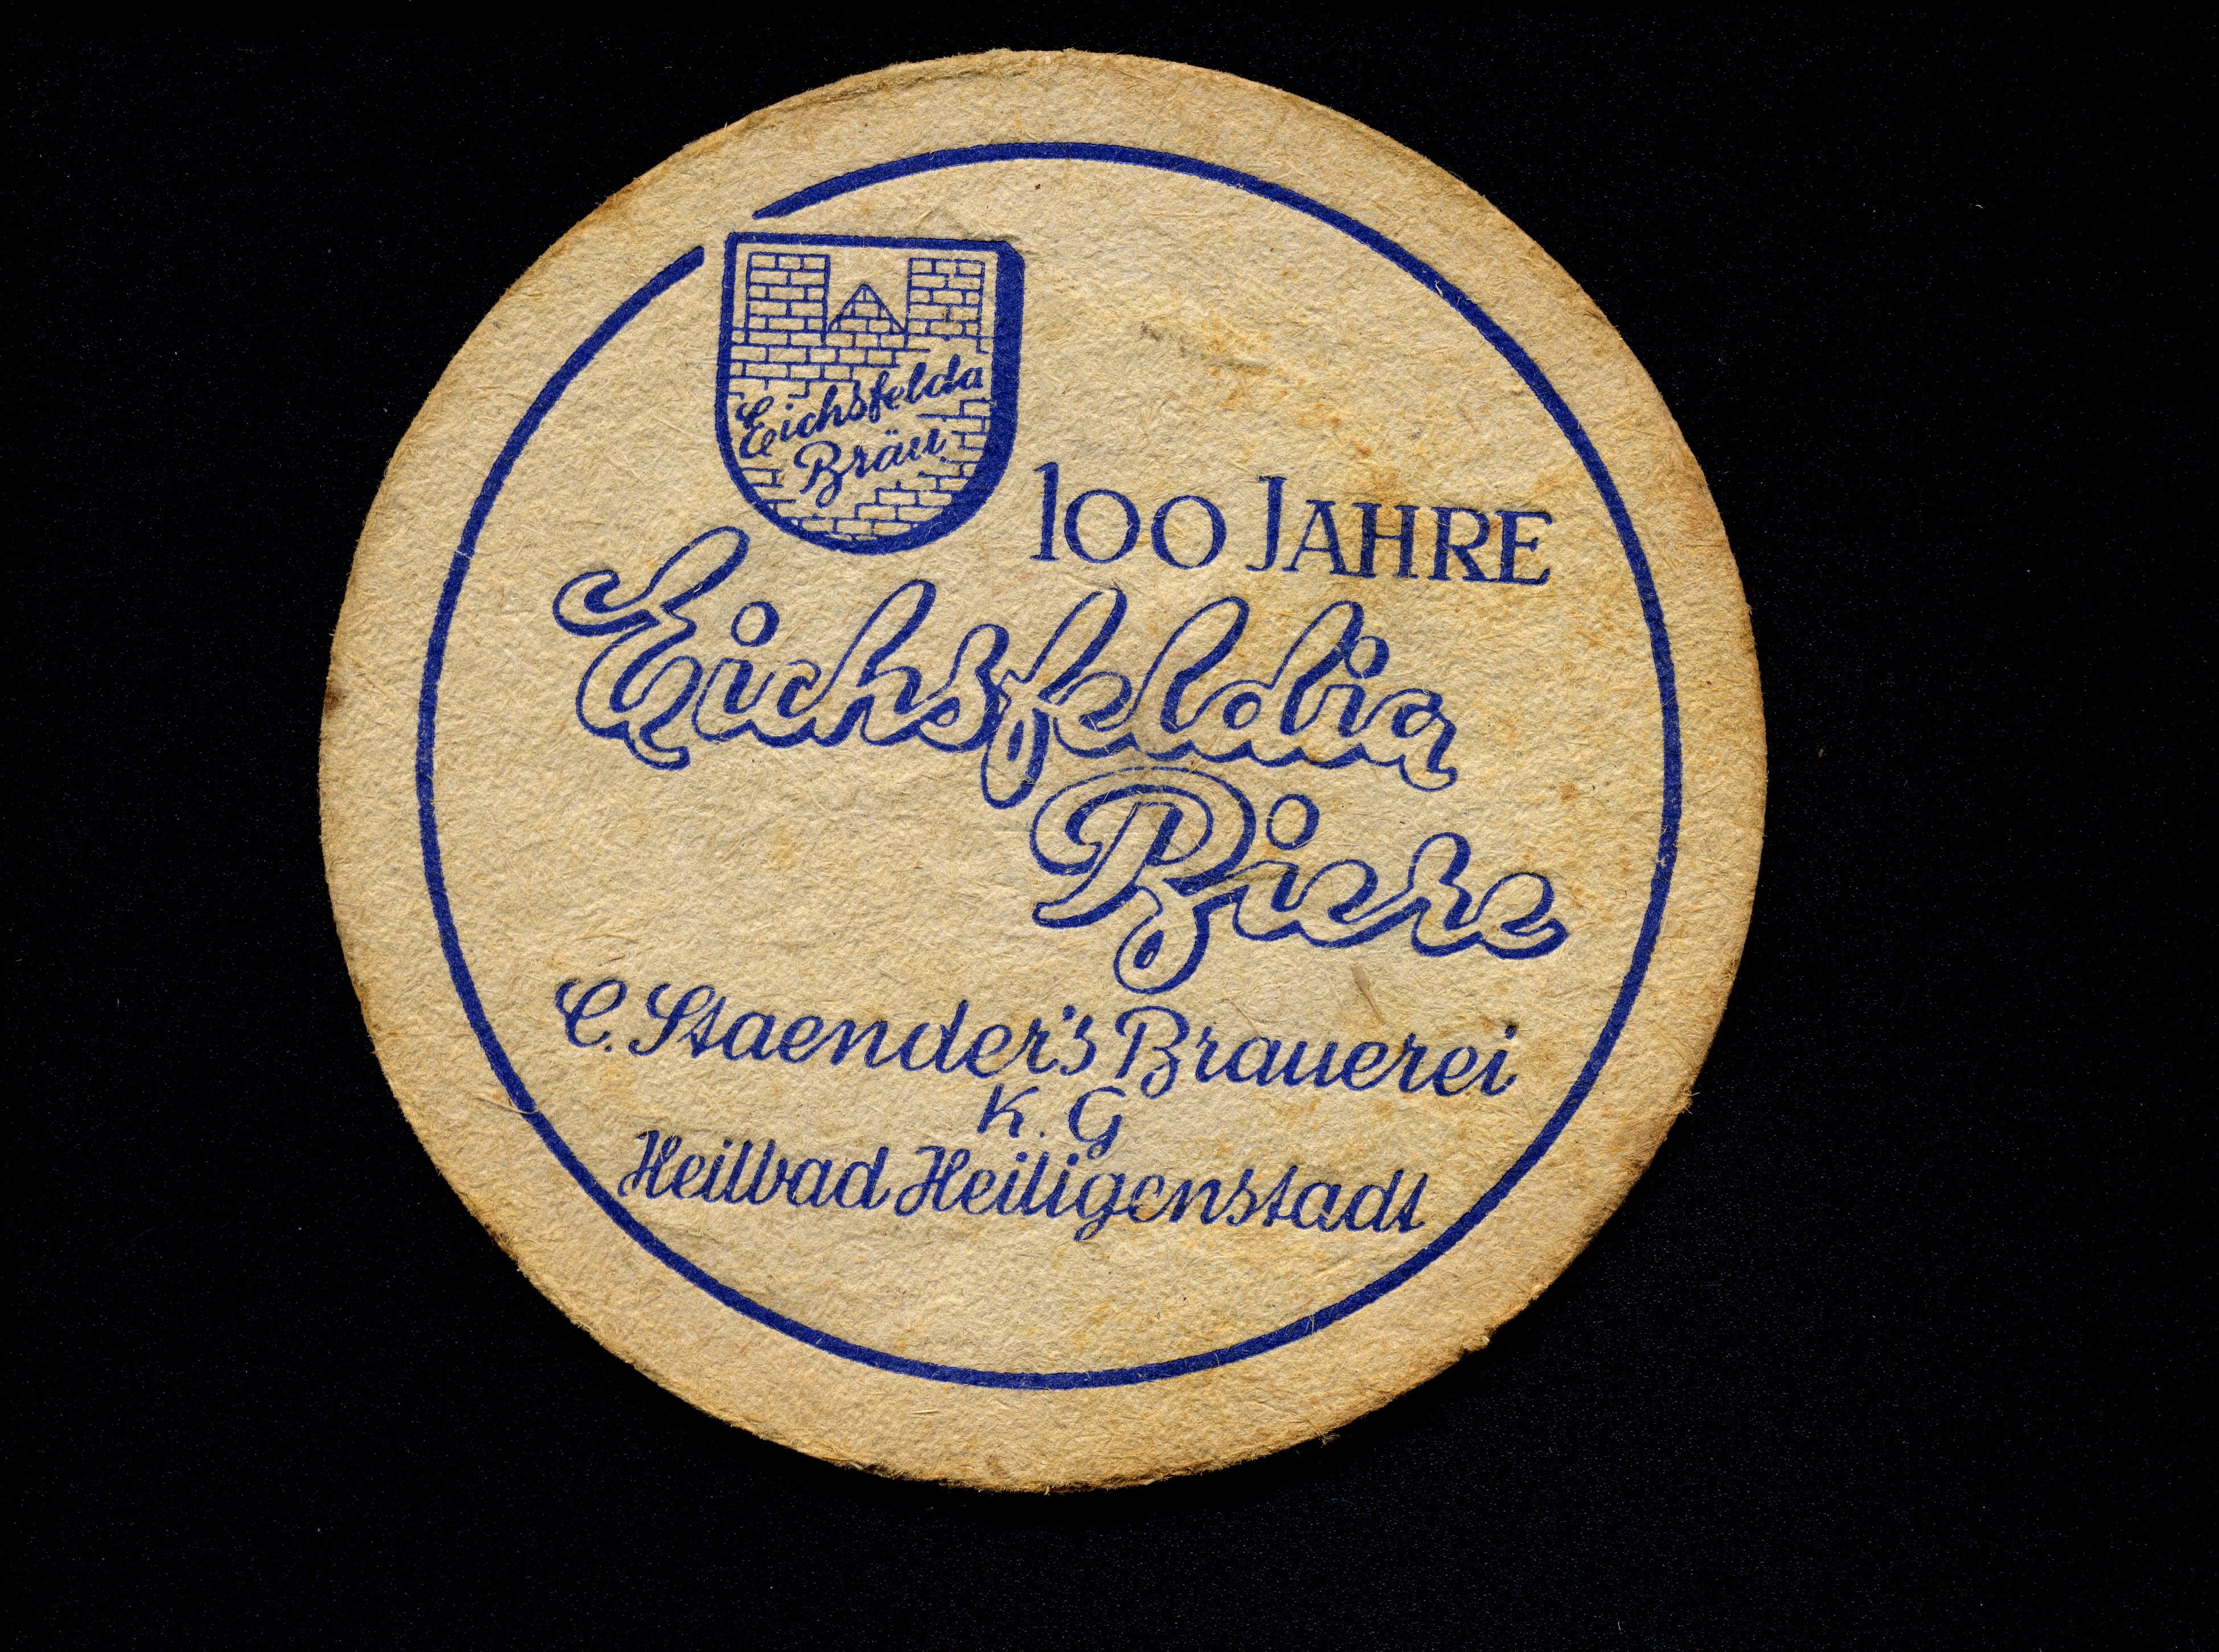 Eichsfelda
Bräu
100 JAHRE
Eichsfeldia
Biere
C. Staender's Brauerei
K. G
Heilbad Heiligenstadt